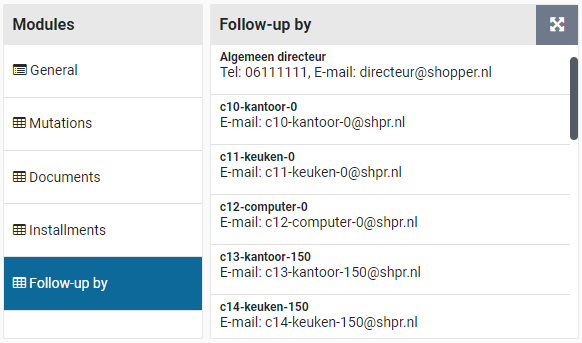 Modules
General
Mutations
Documents
Installments
Follow-up by
Follow-up by
Algemeen directeur
Tel: 06111111, E-mail: directeur@shopper.nl
c10-kantoor-0
E-mail: c10-kantoor-0@shpr.nl
c11-keuken-0
E-mail: c11-keuken-0@shpr.nl
c12-computer-0
E-mail: c12-computer-0@shpr.nl
c13-kantoor-150
E-mail: c13-kantoor-150@shpr.nl
c14-keuken-150
E-mail: c14-keuken-150@shpr.nl